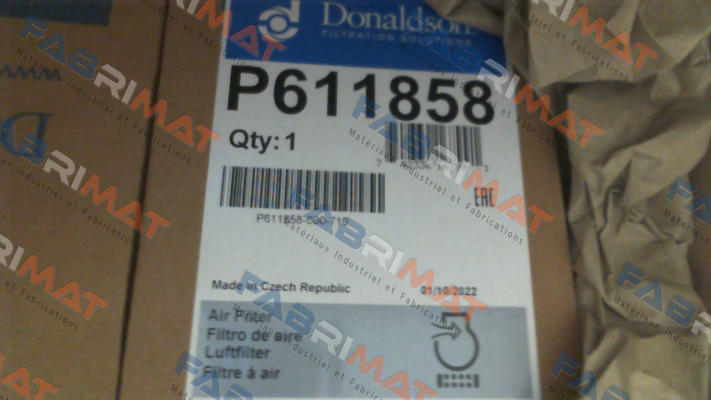 Donaldson
FILTRATION SOLUTIONS
P611858
Qty: 1
EAC
P611858-000-710
Made in Czech Republic
01/10/2022
Air Filter
Filtro de aire
Luftfilter
Filtre à air
FABRIMAT
Materiaux Industriel et Fabrications